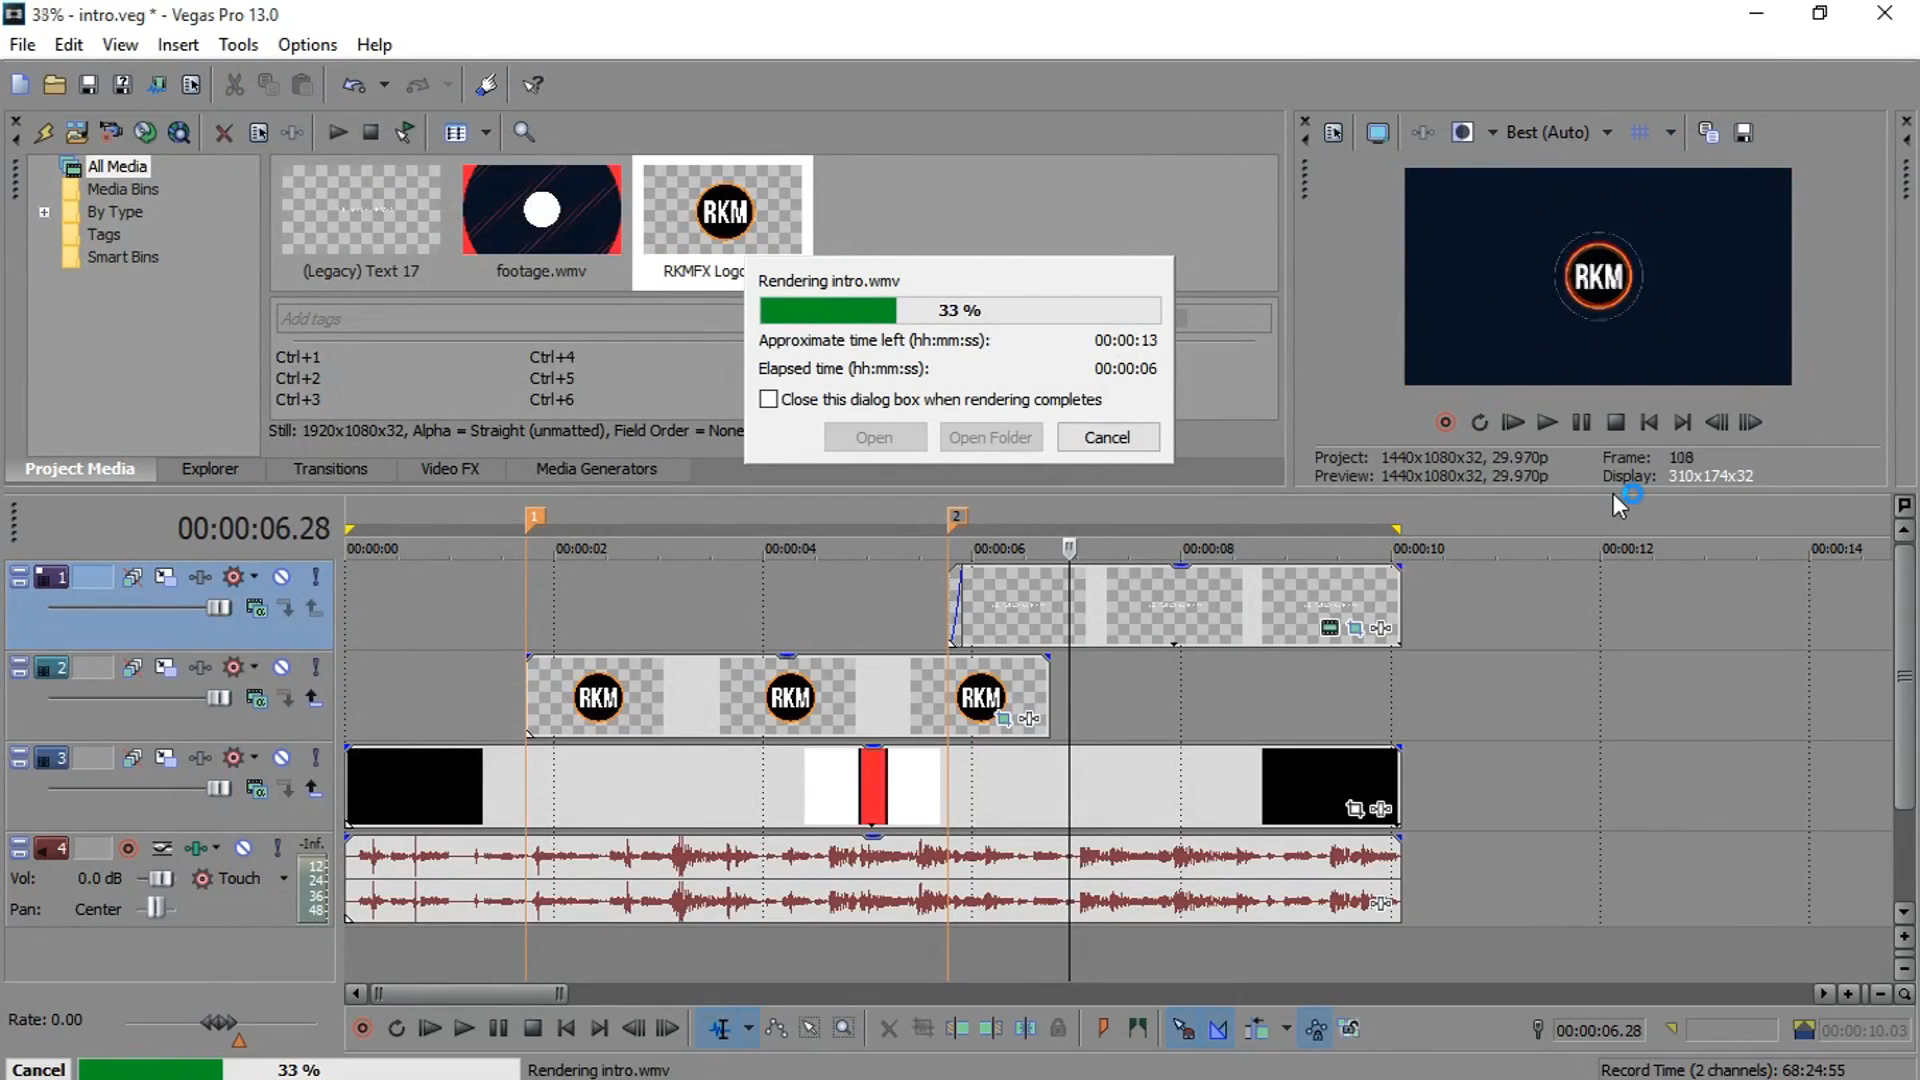 33% - intro.veg * - Vegas Pro 13.0
File Edit View Insert Tools Options Help
Best (Auto)
All Media
Media Bins
By Type
Tags
Smart Bins
RKM
(Legacy) Text 17
footage.wmv
RKMFX Logo
Add tags
Ctrl+1 Ctrl+4
Ctrl+2 Ctrl+5
Ctrl+3 Ctrl+6
Still: 1920x1080x32, Alpha = Straight (unmatted), Field Order = None
Rendering intro.wmv
33 %
Approximate time left (hh:mm:ss): 00:00:13
Elapsed time (hh:mm:ss): 00:00:06
Close this dialog box when rendering completes
Open Open Folder Cancel
RKM
Project: 1440x1080x32, 29.970p Frame: 108
Preview: 1440x1080x32, 29.970p Display: 310x174x32
Project Media Explorer Transitions Video FX Media Generators
00:00:06.28
1 2
00:00:00 00:00:02 00:00:04 00:00:06 00:00:08 00:00:10 00:00:12 00:00:14
1
2
RKM RKM RKM
3
4
-Inf.
12
24
36
48
Vol: 0.0 dB Touch
Pan: Center
Rate: 0.00
00:00:06.28
00:00:10.03
Cancel 33 % Rendering intro.wmv
Record Time (2 channels): 68:24:55